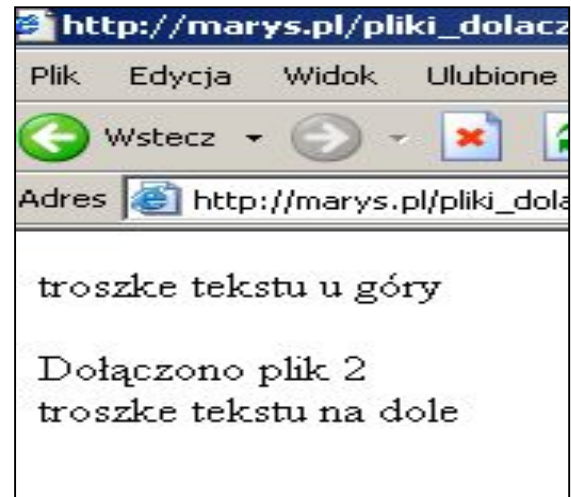 http://marys.pl/pliki_dolacz
Plik Edycja Widok Ulubione
Wstecz
Adres http://marys.pl/pliki_dola
troszke tekstu u góry
Dołączono plik 2
troszke tekstu na dole